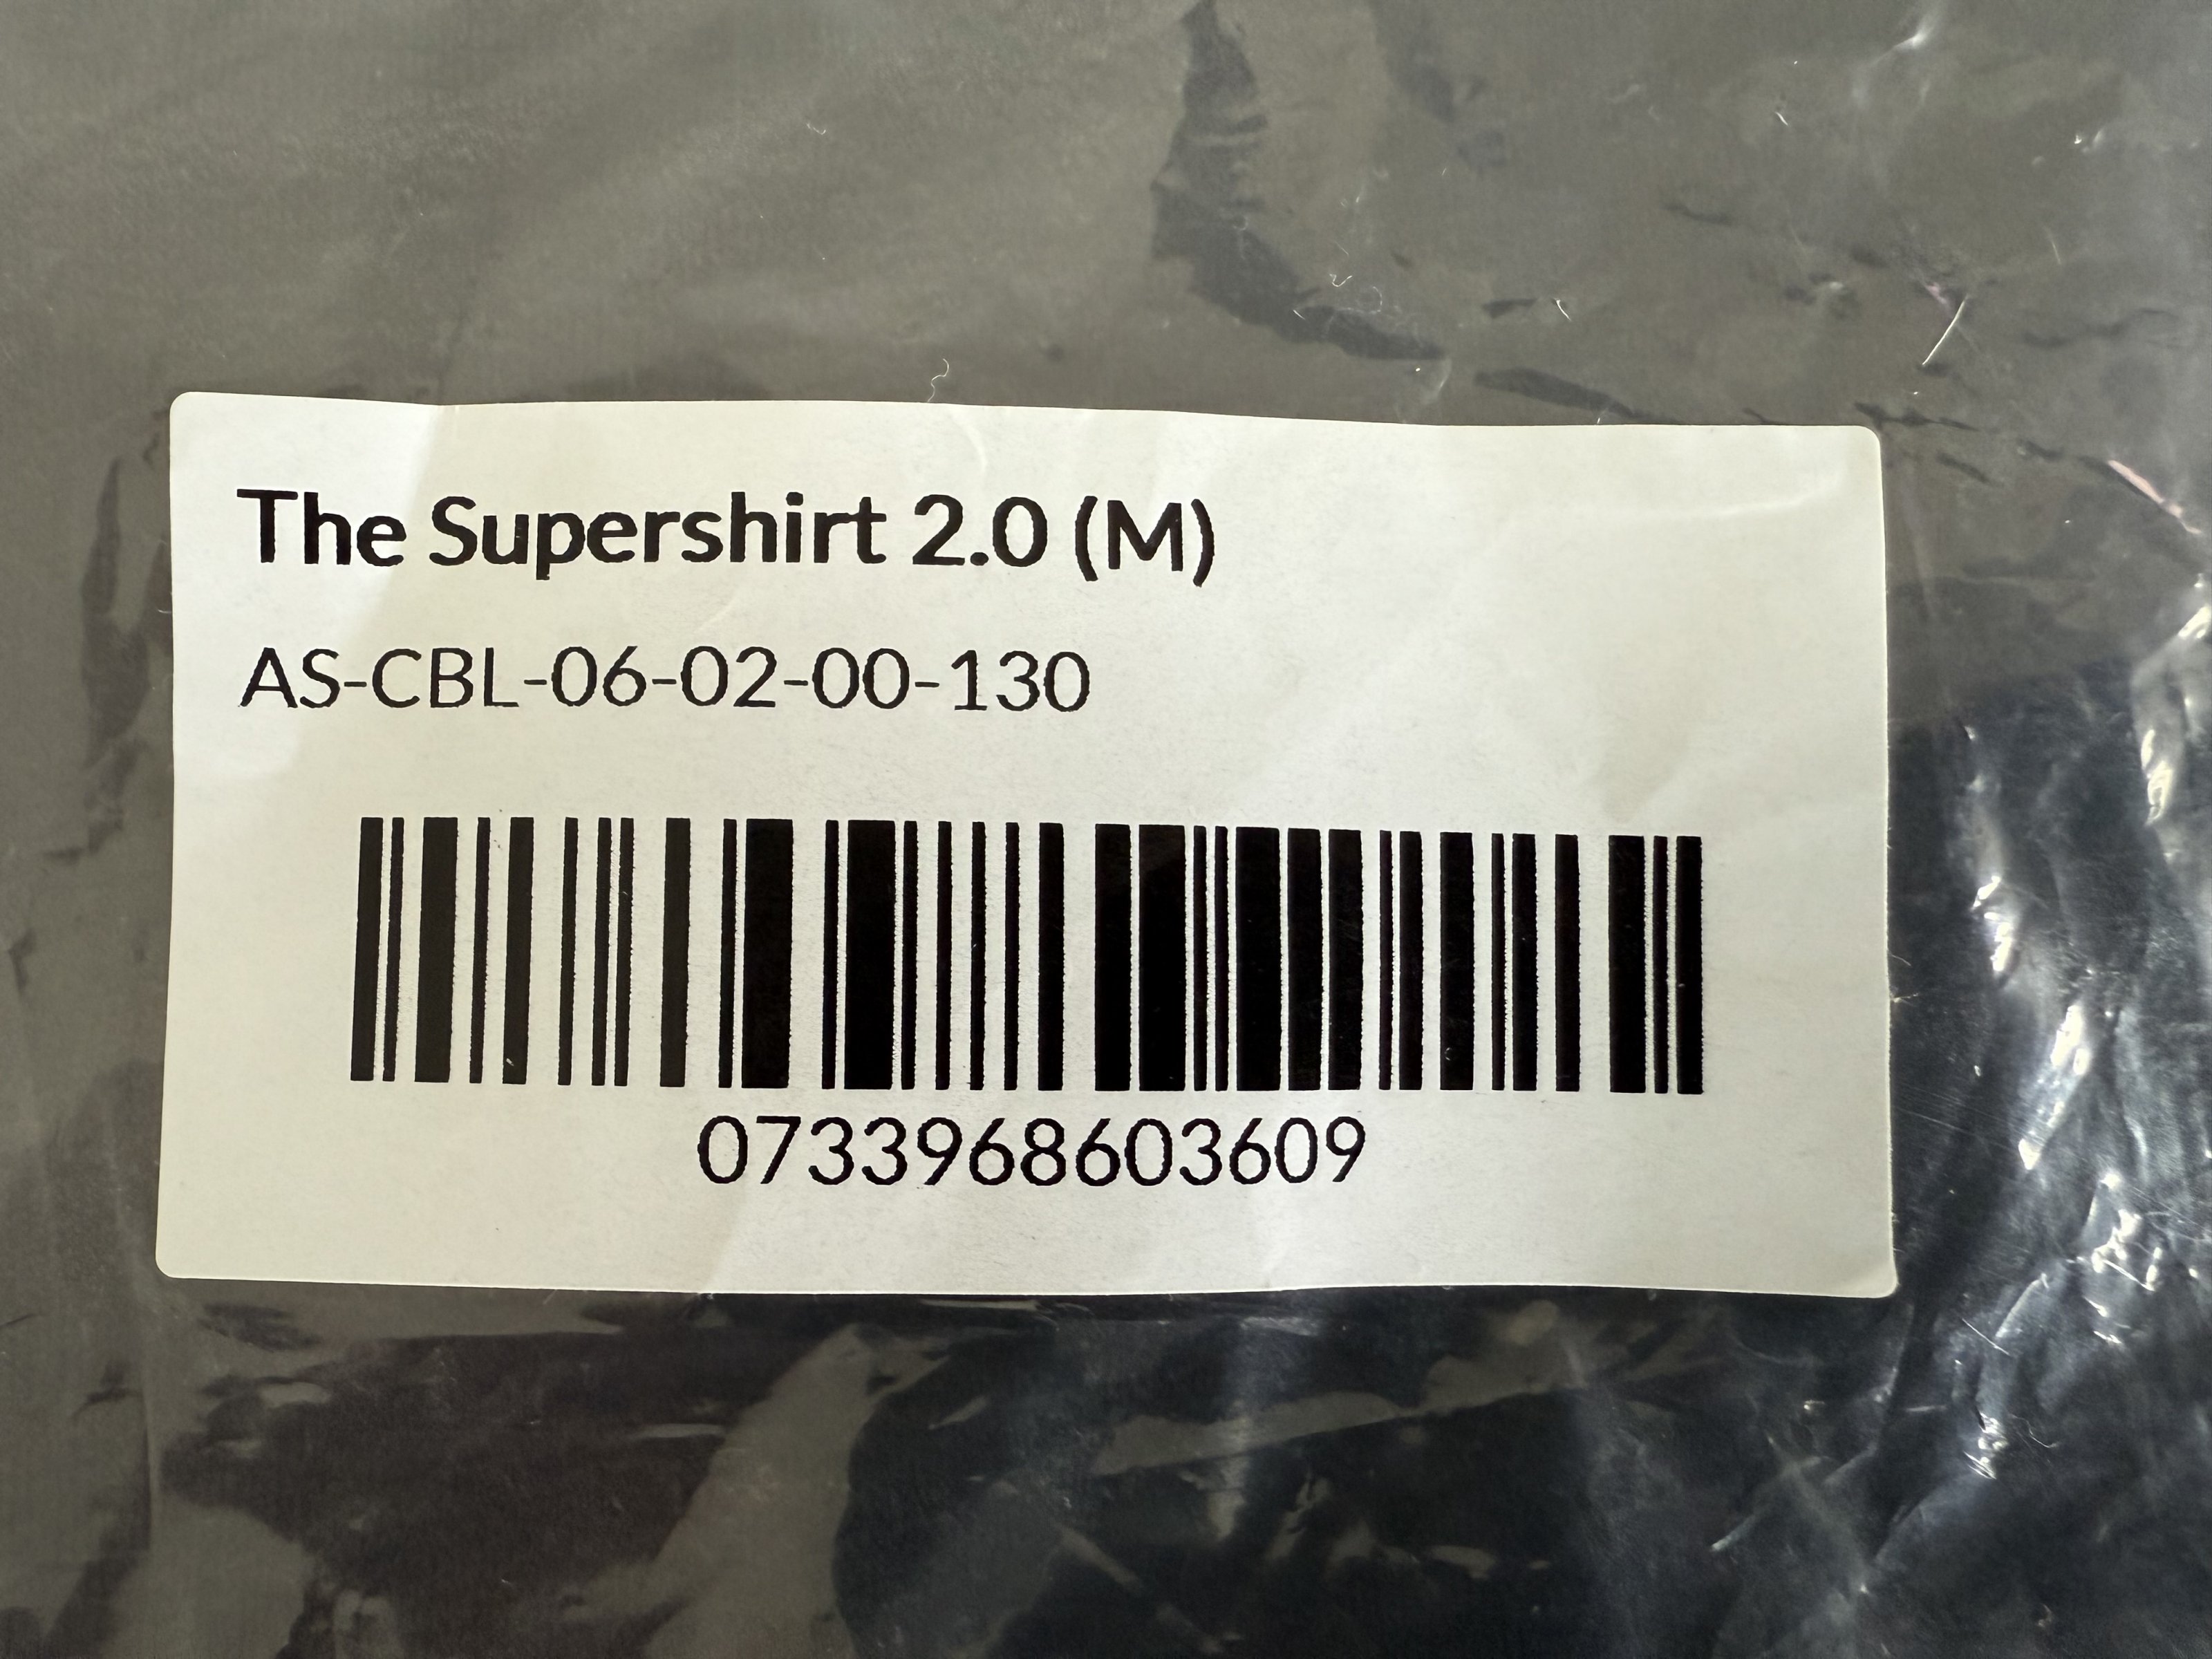 The Supershirt 2.0 (M)
AS-CBL-06-02-00-130
0733968603609